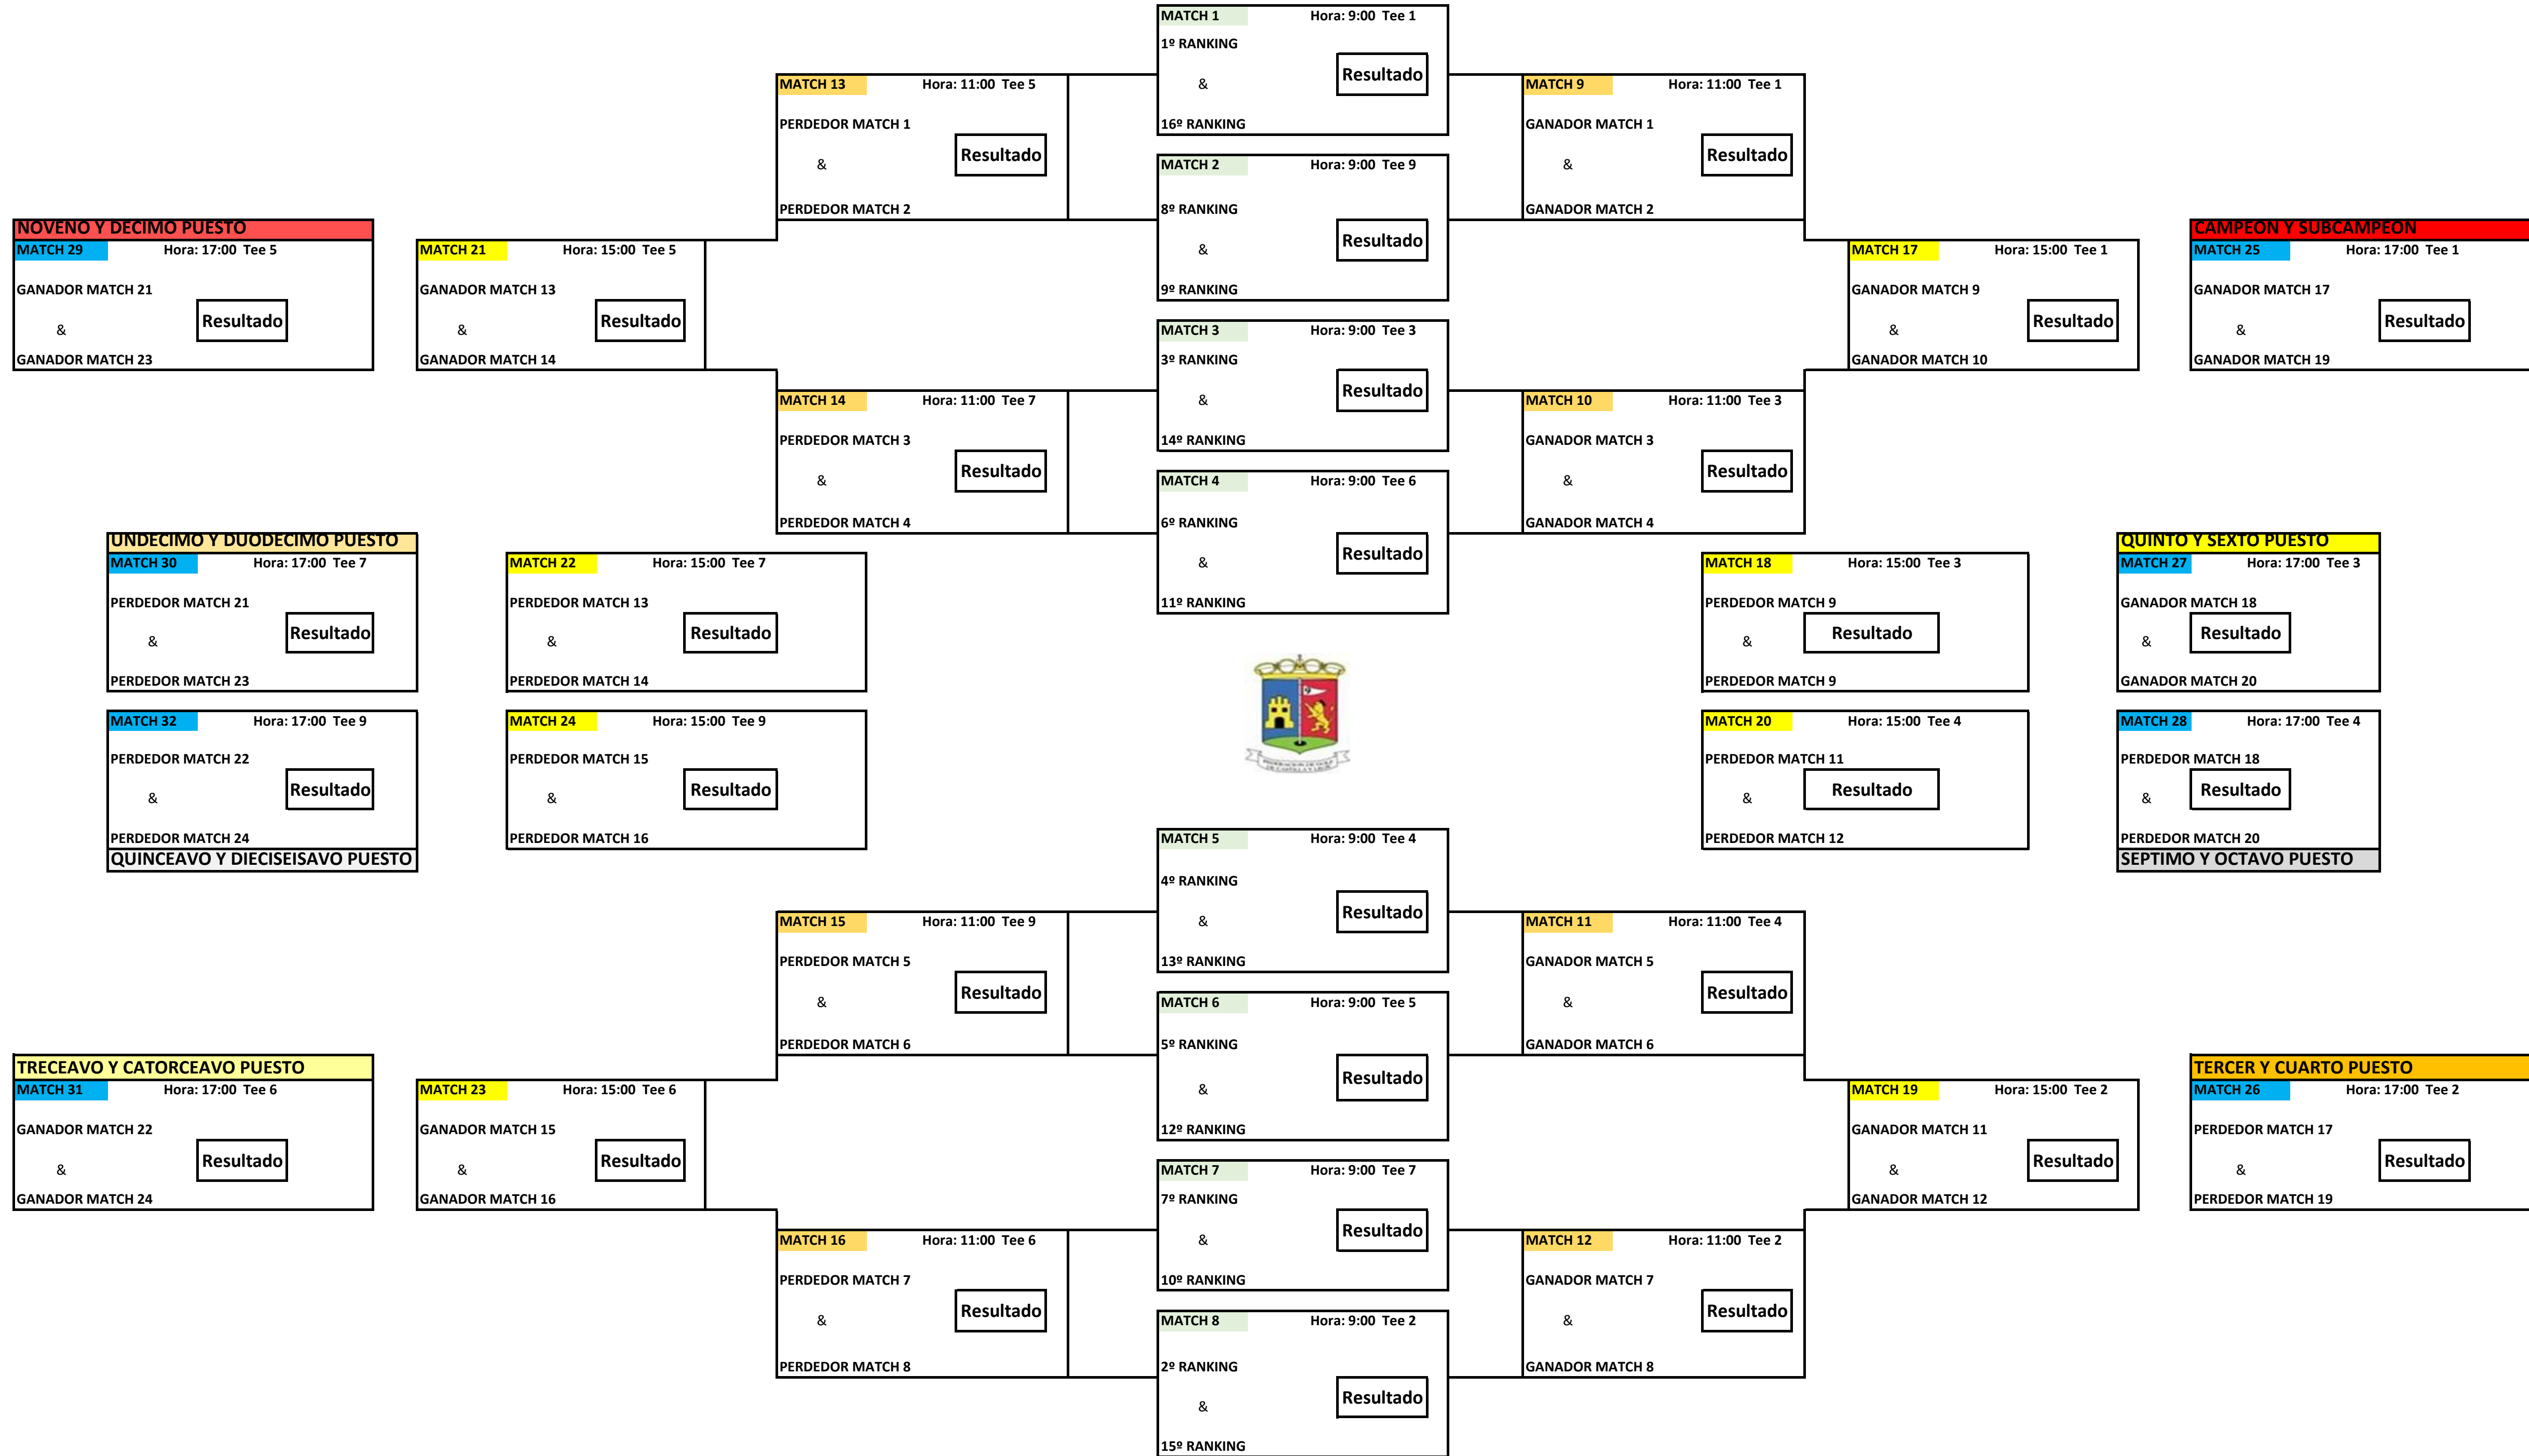 MATCH 1 Hora: 9:00 Tee 1
1º RANKING
&
Resultado
16º RANKING
MATCH 13 Hora: 11:00 Tee 5
PERDEDOR MATCH 1
&
Resultado
PERDEDOR MATCH 2
MATCH 9 Hora: 11:00 Tee 1
GANADOR MATCH 1
&
Resultado
GANADOR MATCH 2
MATCH 2 Hora: 9:00 Tee 9
8º RANKING
&
Resultado
9º RANKING
NOVENO Y DECIMO PUESTO
MATCH 29 Hora: 17:00 Tee 5
GANADOR MATCH 21
&
Resultado
GANADOR MATCH 23
MATCH 21 Hora: 15:00 Tee 5
GANADOR MATCH 13
&
Resultado
GANADOR MATCH 14
MATCH 17 Hora: 15:00 Tee 1
GANADOR MATCH 9
&
Resultado
GANADOR MATCH 10
CAMPEON Y SUBCAMPEON
MATCH 25 Hora: 17:00 Tee 1
GANADOR MATCH 17
&
Resultado
GANADOR MATCH 19
MATCH 3 Hora: 9:00 Tee 3
3º RANKING
&
Resultado
14º RANKING
MATCH 14 Hora: 11:00 Tee 7
PERDEDOR MATCH 3
&
Resultado
PERDEDOR MATCH 4
MATCH 10 Hora: 11:00 Tee 3
GANADOR MATCH 3
&
Resultado
GANADOR MATCH 4
MATCH 4 Hora: 9:00 Tee 6
6º RANKING
&
Resultado
11º RANKING
UNDECIMO Y DUODECIMO PUESTO
MATCH 30 Hora: 17:00 Tee 7
PERDEDOR MATCH 21
&
Resultado
PERDEDOR MATCH 23
MATCH 22 Hora: 15:00 Tee 7
PERDEDOR MATCH 13
&
Resultado
PERDEDOR MATCH 14
MATCH 18 Hora: 15:00 Tee 3
PERDEDOR MATCH 9
&
Resultado
PERDEDOR MATCH 9
QUINTO Y SEXTO PUESTO
MATCH 27 Hora: 17:00 Tee 3
GANADOR MATCH 18
&
Resultado
GANADOR MATCH 20
FEDERACION DE GOLF
DE CASTILLA Y LEON
MATCH 32 Hora: 17:00 Tee 9
PERDEDOR MATCH 22
&
Resultado
PERDEDOR MATCH 24
QUINCEAVO Y DIECISEISAVO PUESTO
MATCH 24 Hora: 15:00 Tee 9
PERDEDOR MATCH 15
&
Resultado
PERDEDOR MATCH 16
MATCH 20 Hora: 15:00 Tee 4
PERDEDOR MATCH 11
&
Resultado
PERDEDOR MATCH 12
MATCH 28 Hora: 17:00 Tee 4
PERDEDOR MATCH 18
&
Resultado
PERDEDOR MATCH 20
SEPTIMO Y OCTAVO PUESTO
MATCH 5 Hora: 9:00 Tee 4
4º RANKING
&
Resultado
13º RANKING
MATCH 15 Hora: 11:00 Tee 9
PERDEDOR MATCH 5
&
Resultado
PERDEDOR MATCH 6
MATCH 11 Hora: 11:00 Tee 4
GANADOR MATCH 5
&
Resultado
GANADOR MATCH 6
MATCH 6 Hora: 9:00 Tee 5
5º RANKING
&
Resultado
12º RANKING
TRECEAVO Y CATORCEAVO PUESTO
MATCH 31 Hora: 17:00 Tee 6
GANADOR MATCH 22
&
Resultado
GANADOR MATCH 24
MATCH 23 Hora: 15:00 Tee 6
GANADOR MATCH 15
&
Resultado
GANADOR MATCH 16
MATCH 19 Hora: 15:00 Tee 2
GANADOR MATCH 11
&
Resultado
GANADOR MATCH 12
TERCER Y CUARTO PUESTO
MATCH 26 Hora: 17:00 Tee 2
PERDEDOR MATCH 17
&
Resultado
PERDEDOR MATCH 19
MATCH 7 Hora: 9:00 Tee 7
7º RANKING
&
Resultado
10º RANKING
MATCH 16 Hora: 11:00 Tee 6
PERDEDOR MATCH 7
&
Resultado
PERDEDOR MATCH 8
MATCH 12 Hora: 11:00 Tee 2
GANADOR MATCH 7
&
Resultado
GANADOR MATCH 8
MATCH 8 Hora: 9:00 Tee 2
2º RANKING
&
Resultado
15º RANKING